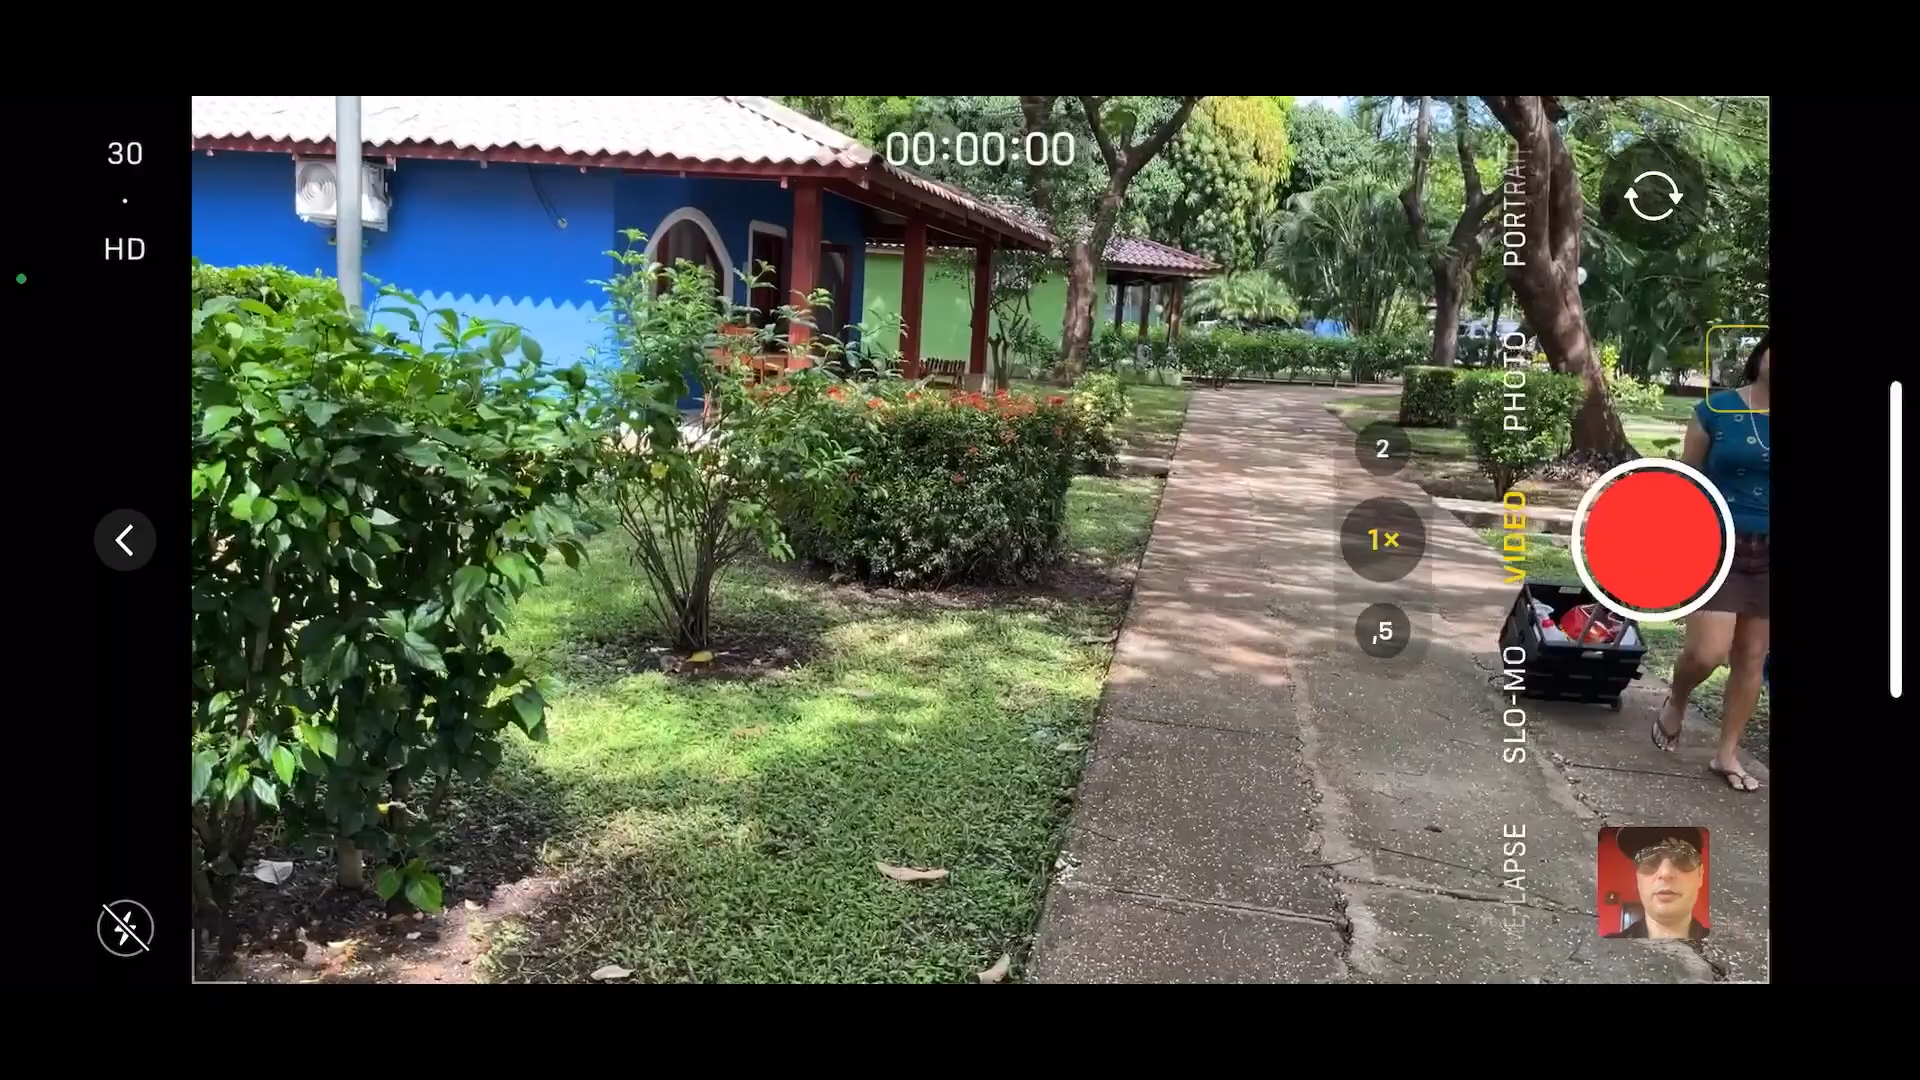 30
·
HD
00:00:00
2
1×
,5
PORTRAIT
PHOTO
VIDEO
SLO-MO
E-LAPSE